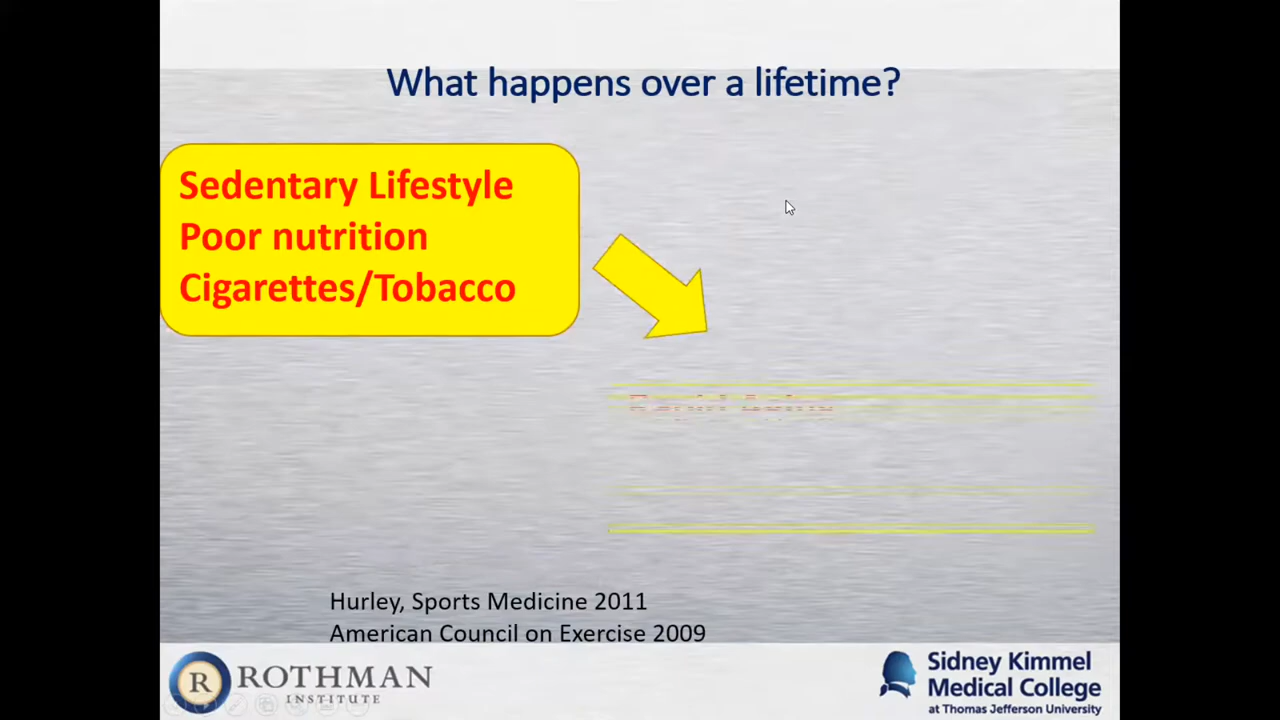 What happens over a lifetime?
Sedentary Lifestyle
Poor nutrition
Cigarettes/Tobacco
Hurley, Sports Medicine 2011
American Council on Exercise 2009
R ROTHMAN
INSTITUTE
Sidney Kimmel
Medical College
at Thomas Jefferson University